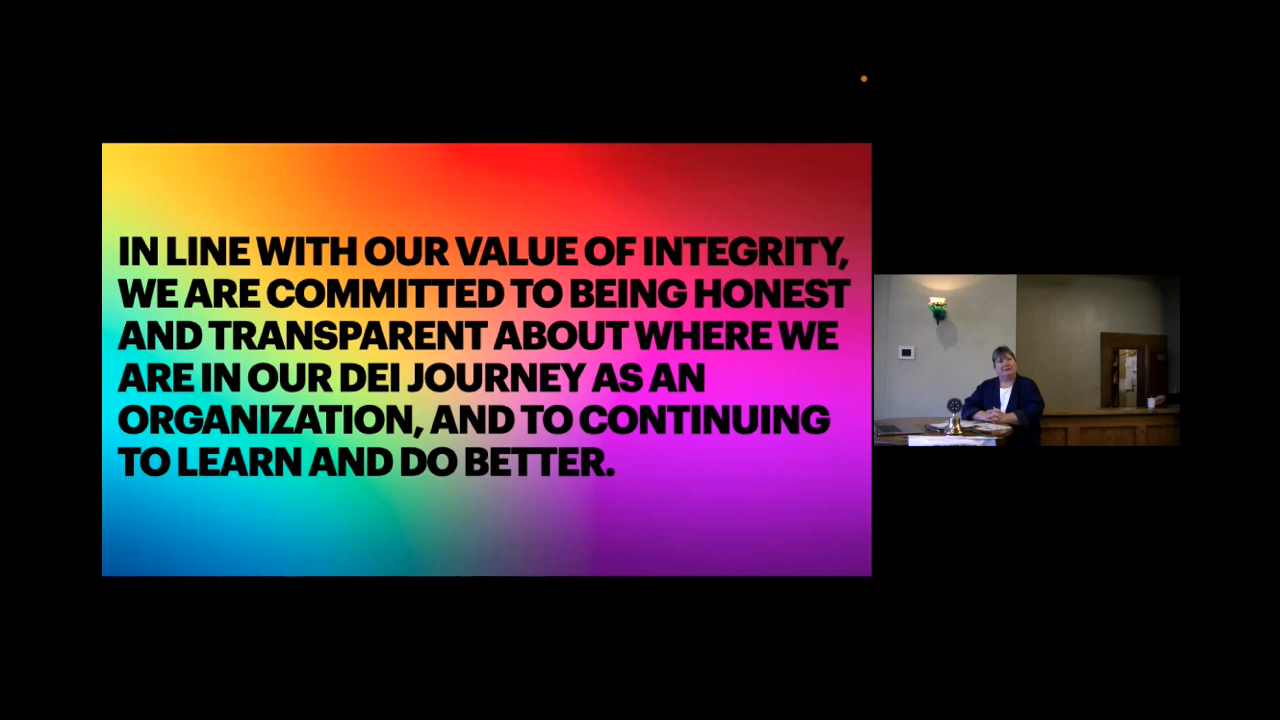 IN LINE WITH OUR VALUE OF INTEGRITY,
WE ARE COMMITTED TO BEING HONEST
AND TRANSPARENT ABOUT WHERE WE
ARE IN OUR DEI JOURNEY AS AN
ORGANIZATION, AND TO CONTINUING
TO LEARN AND DO BETTER.